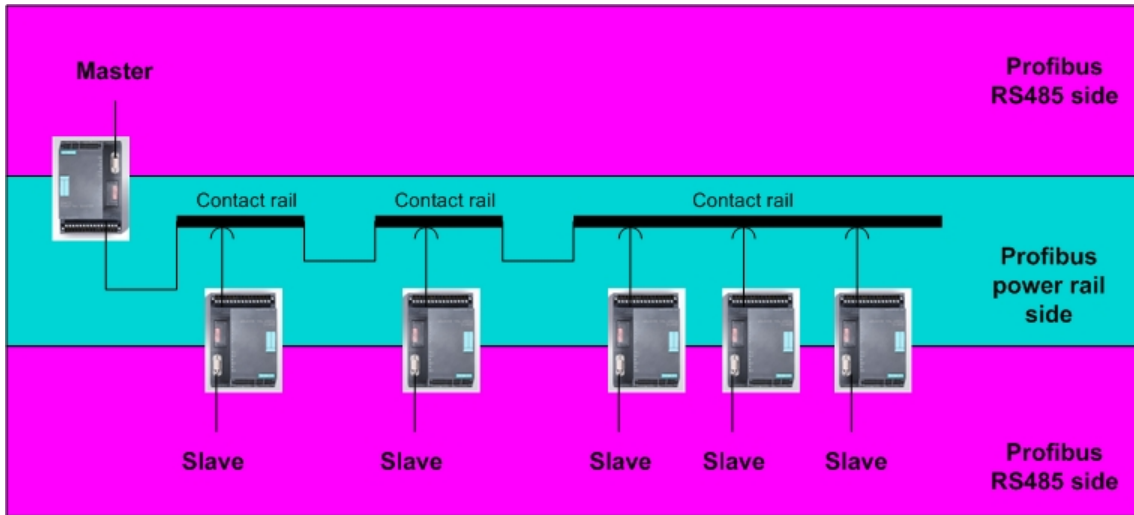 Master
Profibus
RS485 side
Contact rail
Contact rail
Contact rail
Profibus
power rail
side
Slave
Slave
Slave
Slave
Slave
Profibus
RS485 side